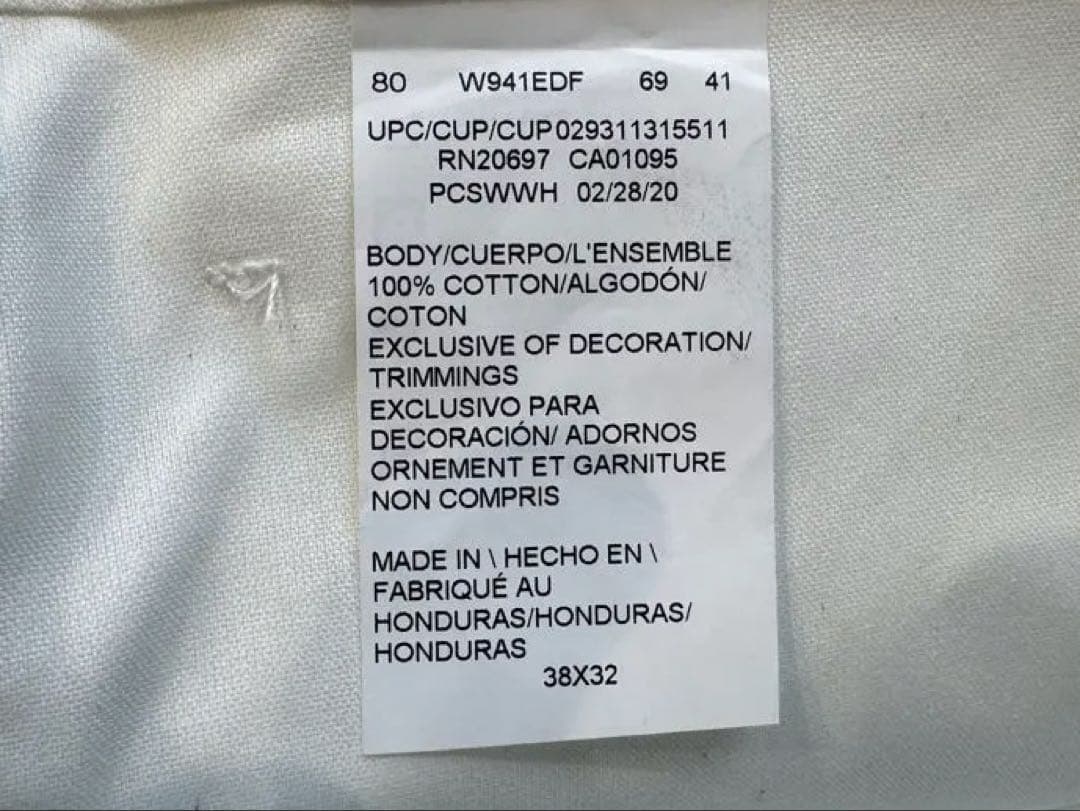 80 W941EDF 69 41
UPC/CUP/CUP 029311315511
RN20697 CA01095
PCSWWH 02/28/20
BODY/CUERPO/L'ENSEMBLE
100% COTTON/ALGODÓN/
COTON
EXCLUSIVE OF DECORATION/
TRIMMINGS
EXCLUSIVO PARA
DECORACIÓN/ ADORNOS
ORNEMENT ET GARNITURE
NON COMPRIS
MADE IN \ HECHO EN \
FABRIQUÉ AU
HONDURAS/HONDURAS/
HONDURAS
38X32